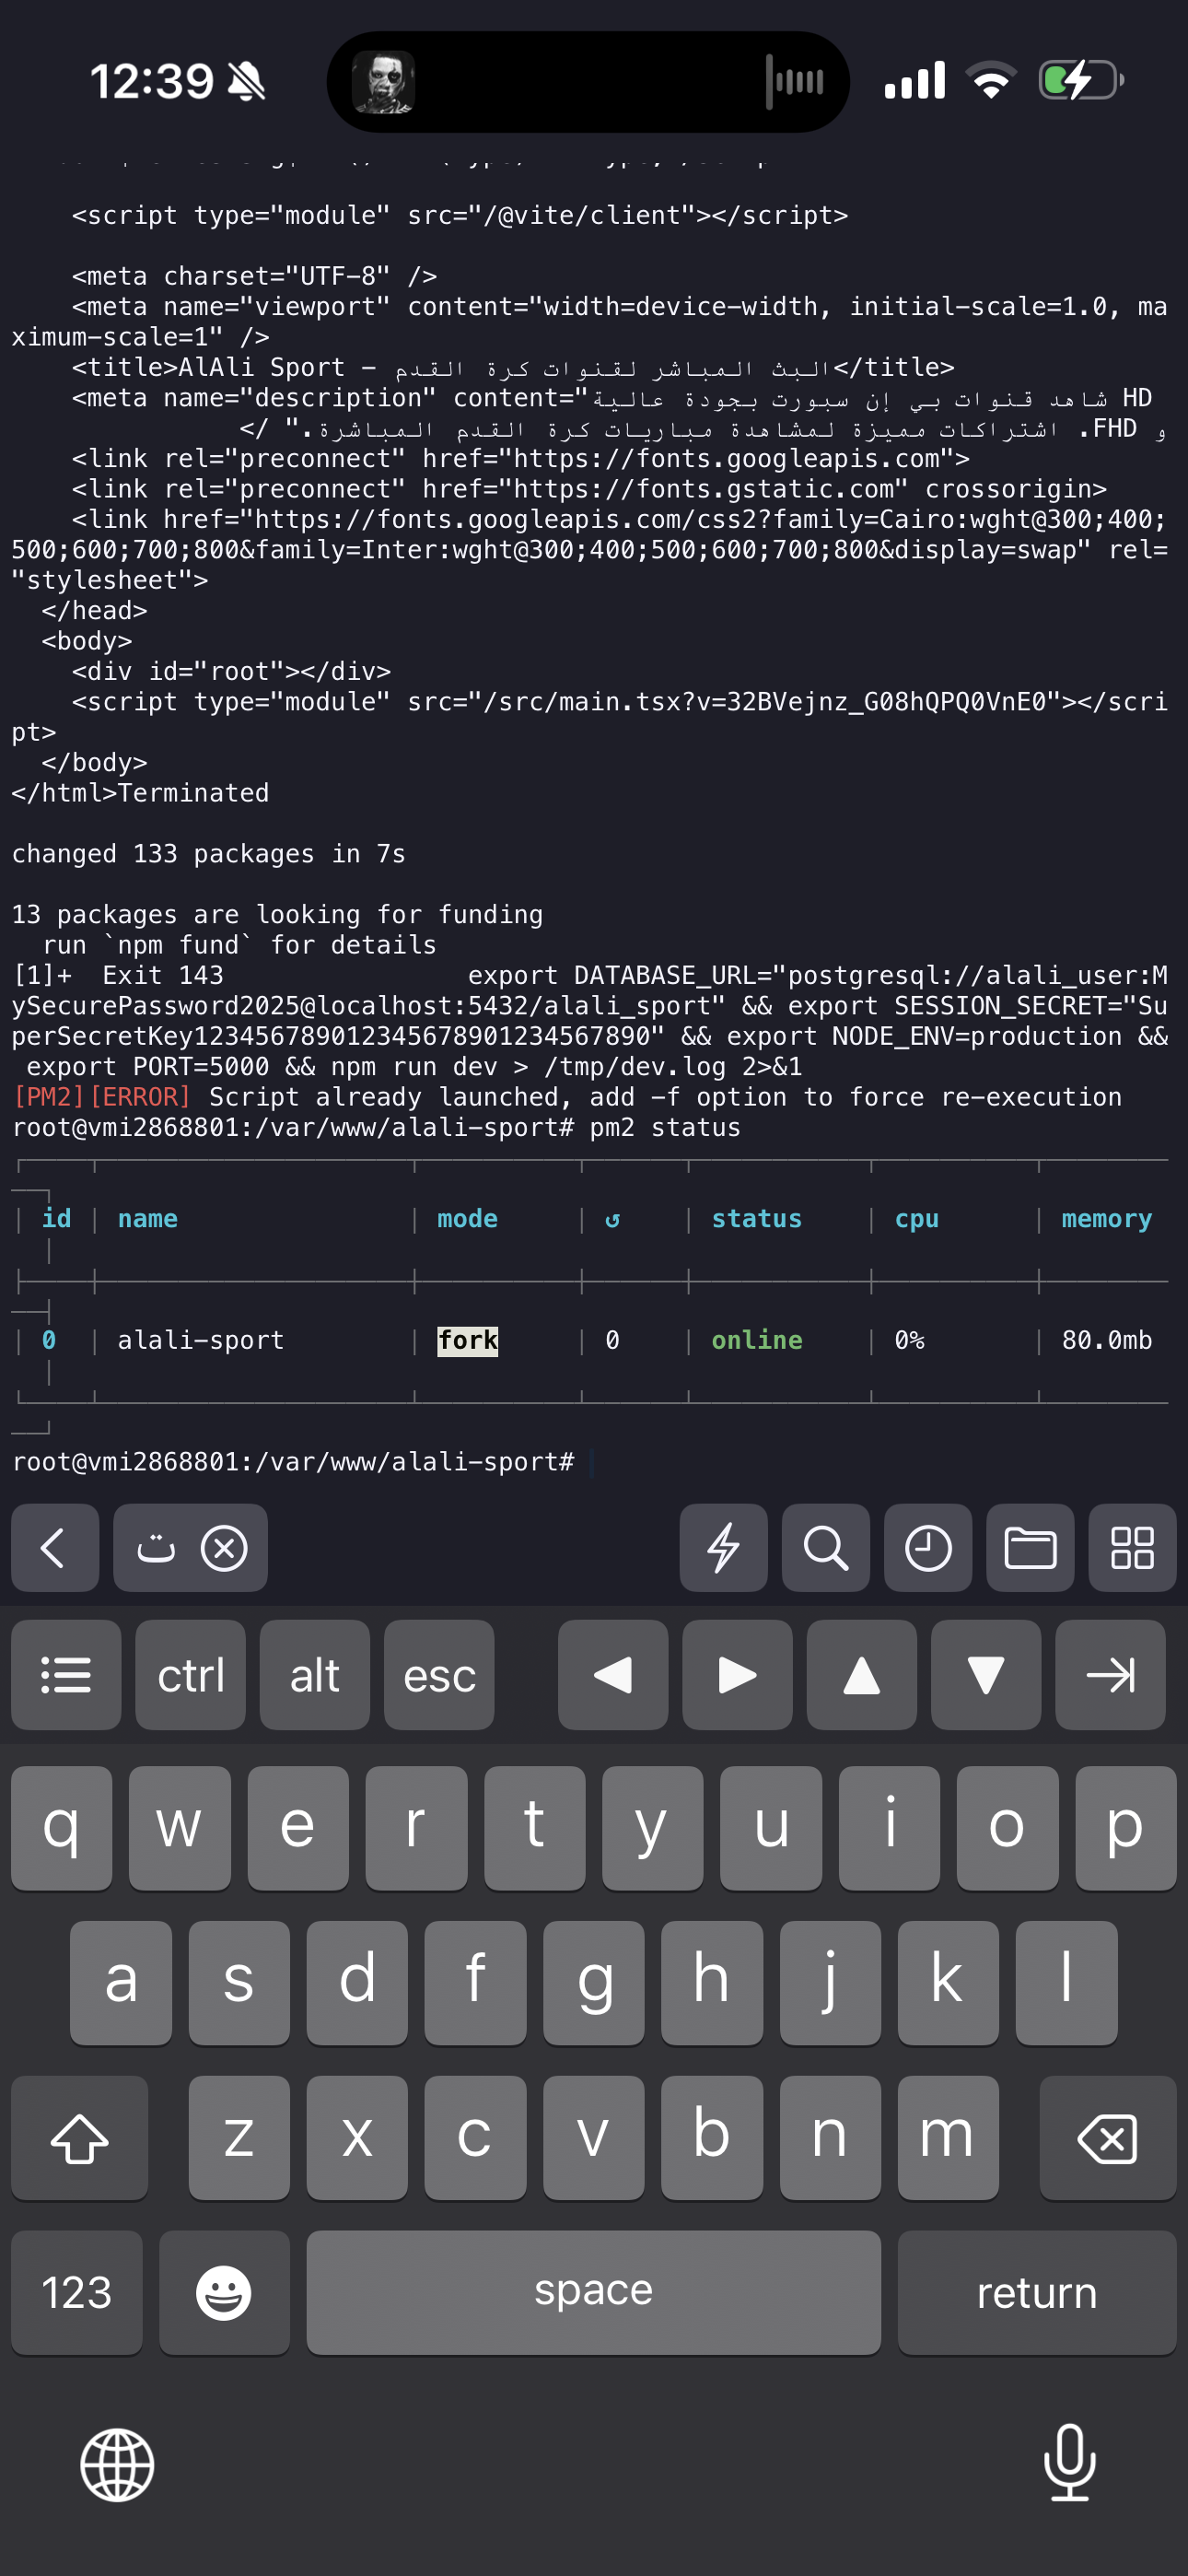 12:39
<script type="module" src="/@vite/client"></script>
<meta charset="UTF-8" />
<meta name="viewport" content="width=device-width, initial-scale=1.0, ma
ximum-scale=1" />
<title>AlAli Sport - البث المباشر لقنوات كرة القدم</title>
<meta name="description" content="شاهد قنوات بي إن سبورت بجودة عالية HD
و FHD. اشتراكات مميزة لمشاهدة مباريات كرة القدم المباشرة." />
<link rel="preconnect" href="https://fonts.googleapis.com">
<link rel="preconnect" href="https://fonts.gstatic.com" crossorigin>
<link href="https://fonts.googleapis.com/css2?family=Cairo:wght@300;400;
500;600;700;800&family=Inter:wght@300;400;500;600;700;800&display=swap" rel=
"stylesheet">
</head>
<body>
<div id="root"></div>
<script type="module" src="/src/main.tsx?v=32BVejnz_G08hQPQ0VnE0"></scri
pt>
</body>
</html>Terminated
changed 133 packages in 7s
13 packages are looking for funding
run `npm fund` for details
[1]+ Exit 143 export DATABASE_URL="postgresql://alali_user:M
ySecurePassword2025@localhost:5432/alali_sport" && export SESSION_SECRET="Su
perSecretKey123456789012345678901234567890" && export NODE_ENV=production &&
export PORT=5000 && npm run dev > /tmp/dev.log 2>&1
[PM2][ERROR] Script already launched, add -f option to force re-execution
root@vmi2868801:/var/www/alali-sport# pm2 status
id name mode ↺ status cpu memory
0 alali-sport fork 0 online 0% 80.0mb
root@vmi2868801:/var/www/alali-sport#
ت
ctrl alt esc
q w e r t y u i o p
a s d f g h j k l
z x c v b n m
123 space return